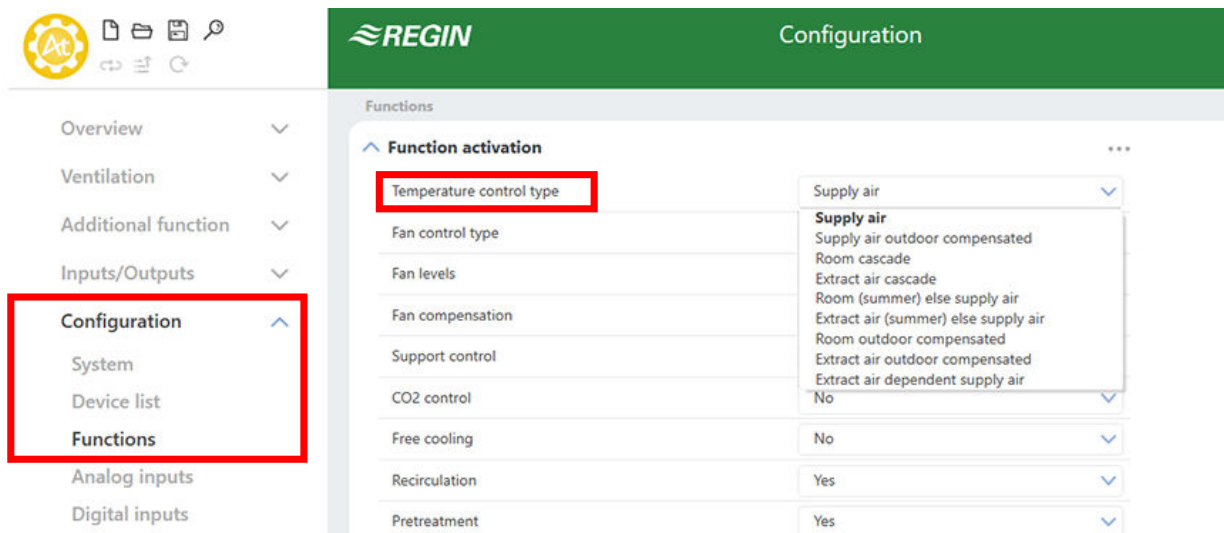 At
REGIN
Configuration
Overview
Ventilation
Additional function
Inputs/Outputs
Configuration
System
Device list
Functions
Analog inputs
Digital inputs
Functions
Function activation
Temperature control type
Supply air
Supply air
Supply air outdoor compensated
Room cascade
Extract air cascade
Room (summer) else supply air
Extract air (summer) else supply air
Room outdoor compensated
Extract air outdoor compensated
Extract air dependent supply air
Fan control type
Fan levels
Fan compensation
Support control
CO2 control
No
Free cooling
No
Recirculation
Yes
Pretreatment
Yes